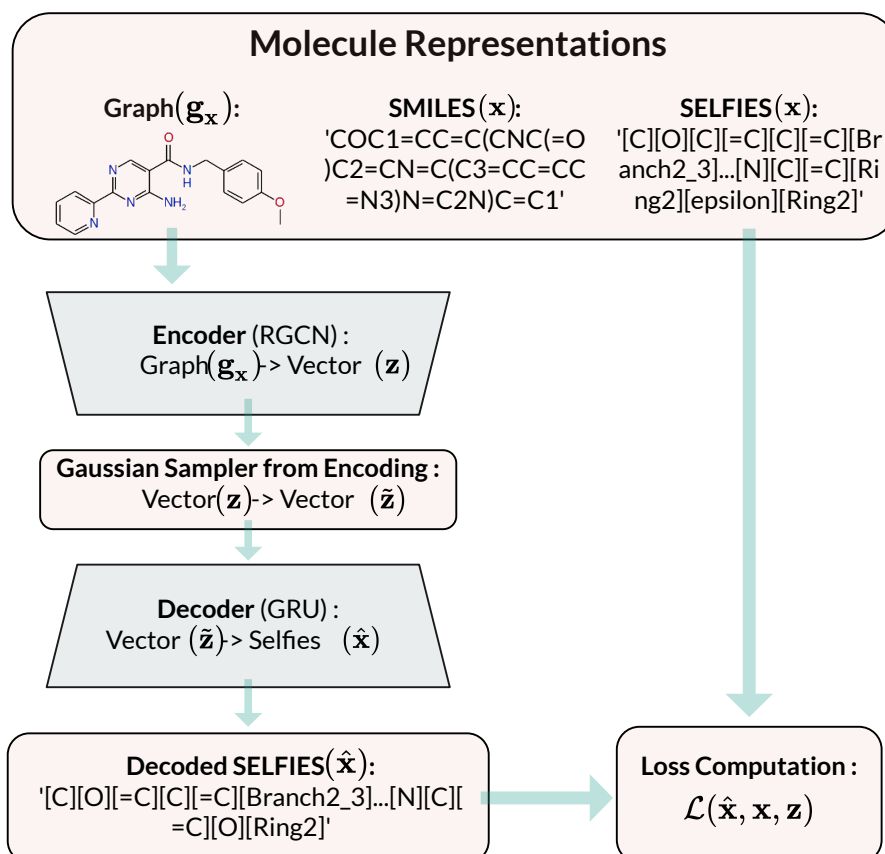 Molecule Representations
Graph(g_x):
O
N
N
H
N
NH₂
N
O
SMILES(x):
'COC1=CC=C(CNC(=O
)C2=CN=C(C3=CC=CC
=N3)N=C2N)C=C1'
SELFIES(x):
'[C][O][C][=C][C][=C][Br
anch2_3]...[N][C][=C][Ri
ng2][epsilon][Ring2]'
Encoder (RGCN) :
Graph(g_x)-> Vector (z)
Gaussian Sampler from Encoding :
Vector(z)-> Vector (z̃)
Decoder (GRU) :
Vector (z̃)-> Selfies (x̂)
Decoded SELFIES(x̂):
'[C][O][=C][C][=C][Branch2_3]...[N][C][
=C][O][Ring2]'
Loss Computation :
ℒ(x̂, x, z)